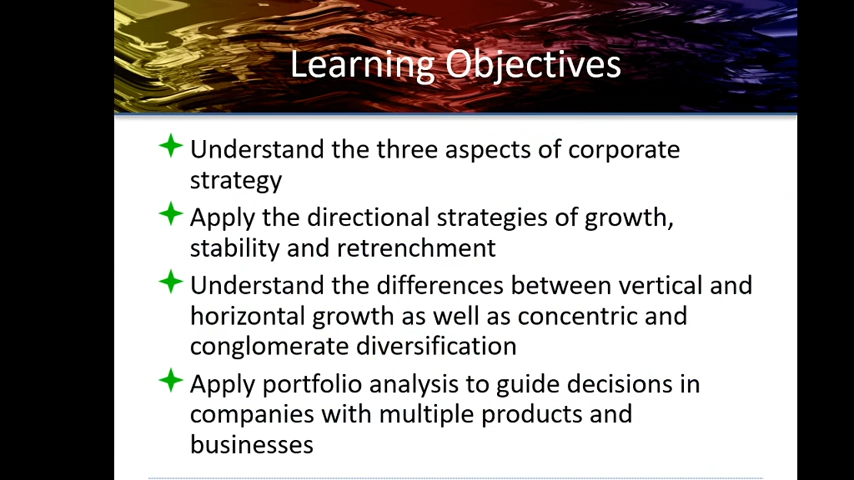 Learning Objectives
Understand the three aspects of corporate
strategy
Apply the directional strategies of growth,
stability and retrenchment
Understand the differences between vertical and
horizontal growth as well as concentric and
conglomerate diversification
Apply portfolio analysis to guide decisions in
companies with multiple products and
businesses